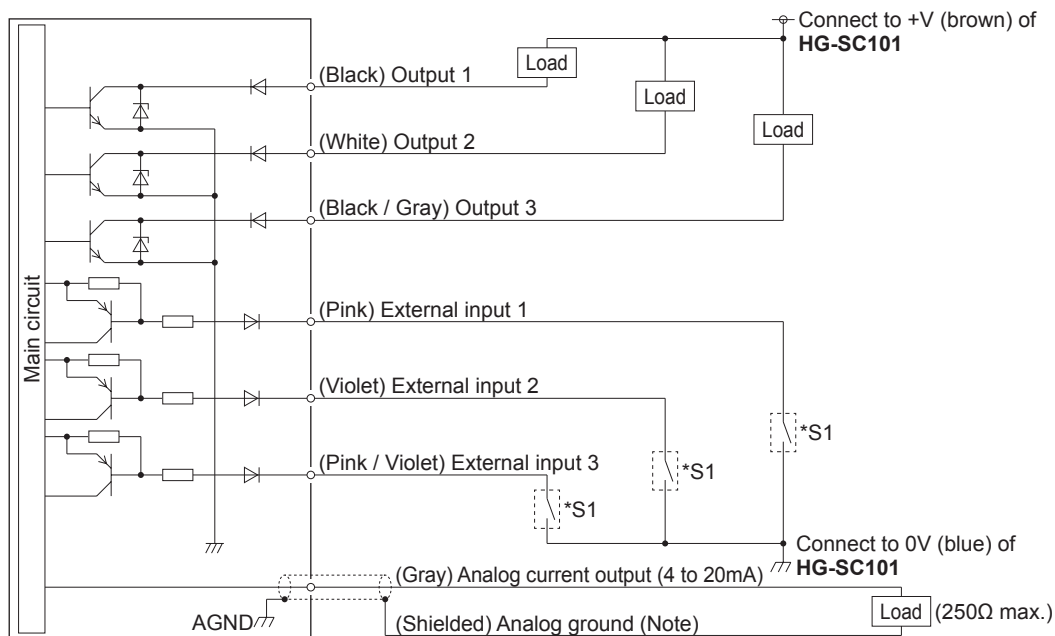 Connect to +V (brown) of
HG-SC101
(Black) Output 1
Load
Load
Load
(White) Output 2
(Black / Gray) Output 3
Main circuit
(Pink) External input 1
(Violet) External input 2
*S1
(Pink / Violet) External input 3
*S1
*S1
Connect to 0V (blue) of
HG-SC101
(Gray) Analog current output (4 to 20mA)
AGND
(Shielded) Analog ground (Note)
Load (250Ω max.)